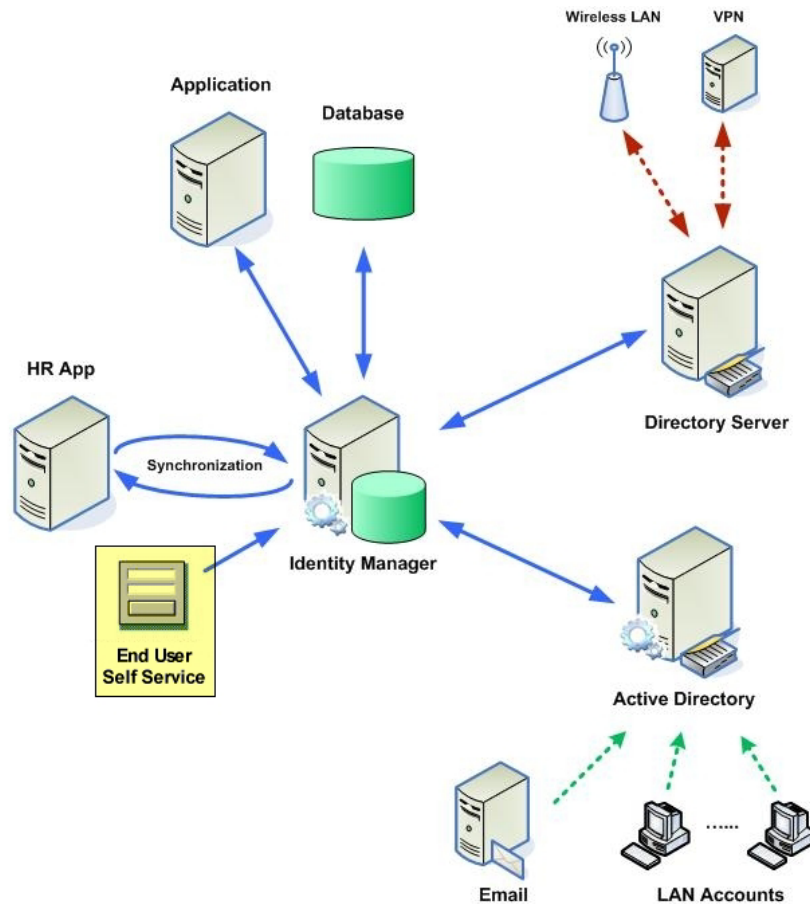 Wireless LAN
VPN
Application
Database
HR App
Synchronization
Directory Server
Identity Manager
End User
Self Service
Active Directory
......
Email
LAN Accounts